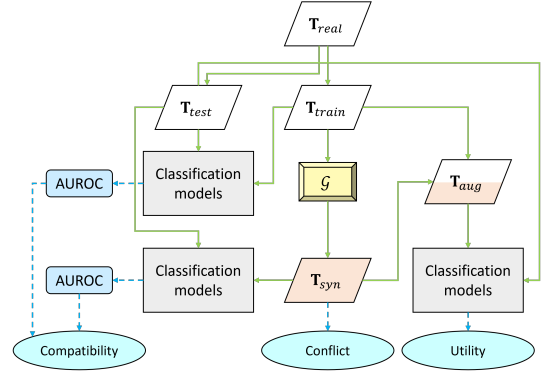 T_real
T_test
T_train
Classification
models
AUROC
𝒢
T_aug
Classification
models
AUROC
T_syn
Classification
models
Compatibility
Conflict
Utility